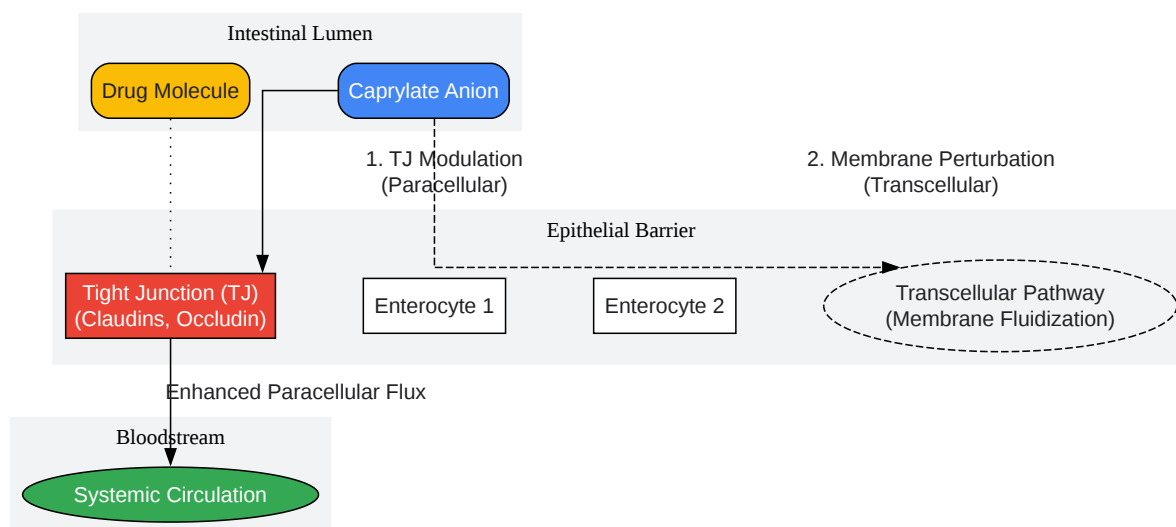 Intestinal Lumen
Drug Molecule
Caprylate Anion
1. TJ Modulation
(Paracellular)
2. Membrane Perturbation
(Transcellular)
Epithelial Barrier
Tight Junction (TJ)
(Claudins, Occludin)
Enterocyte 1
Enterocyte 2
Transcellular Pathway
(Membrane Fluidization)
Enhanced Paracellular Flux
Bloodstream
Systemic Circulation